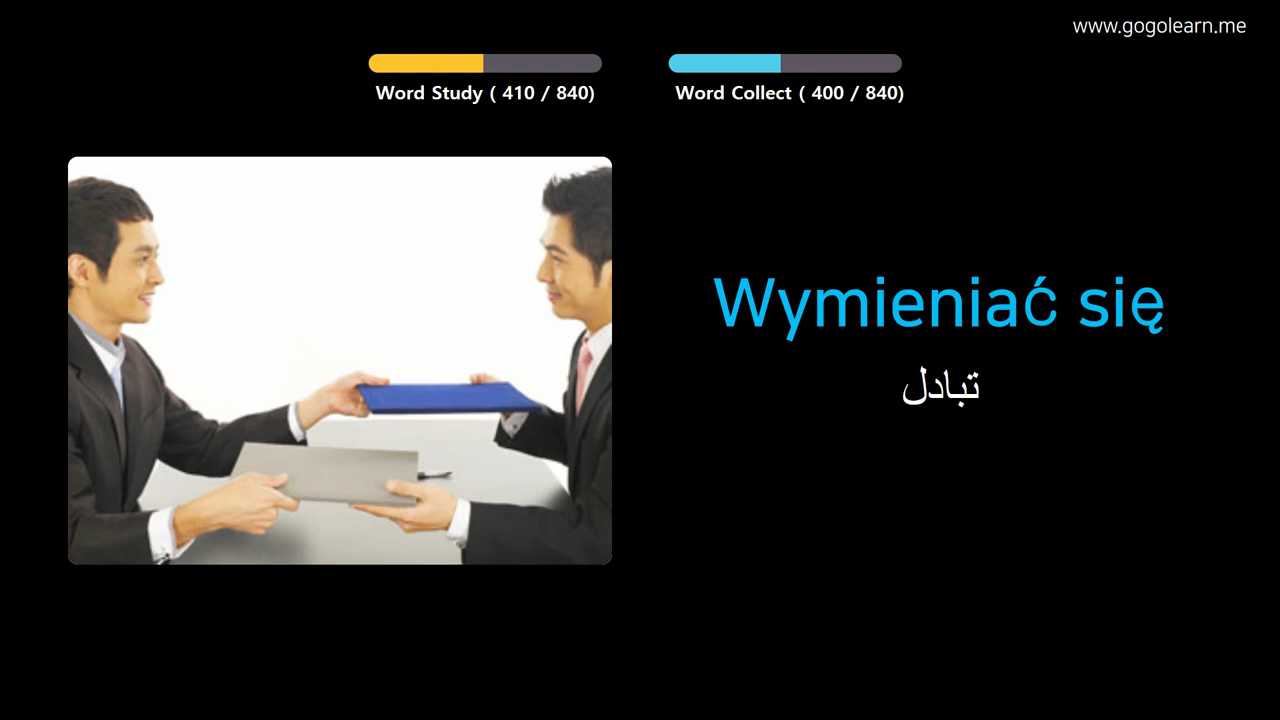 www.gogolearn.me
Word Study ( 410 / 840)
Word Collect ( 400 / 840)
Wymieniać się
تبادل